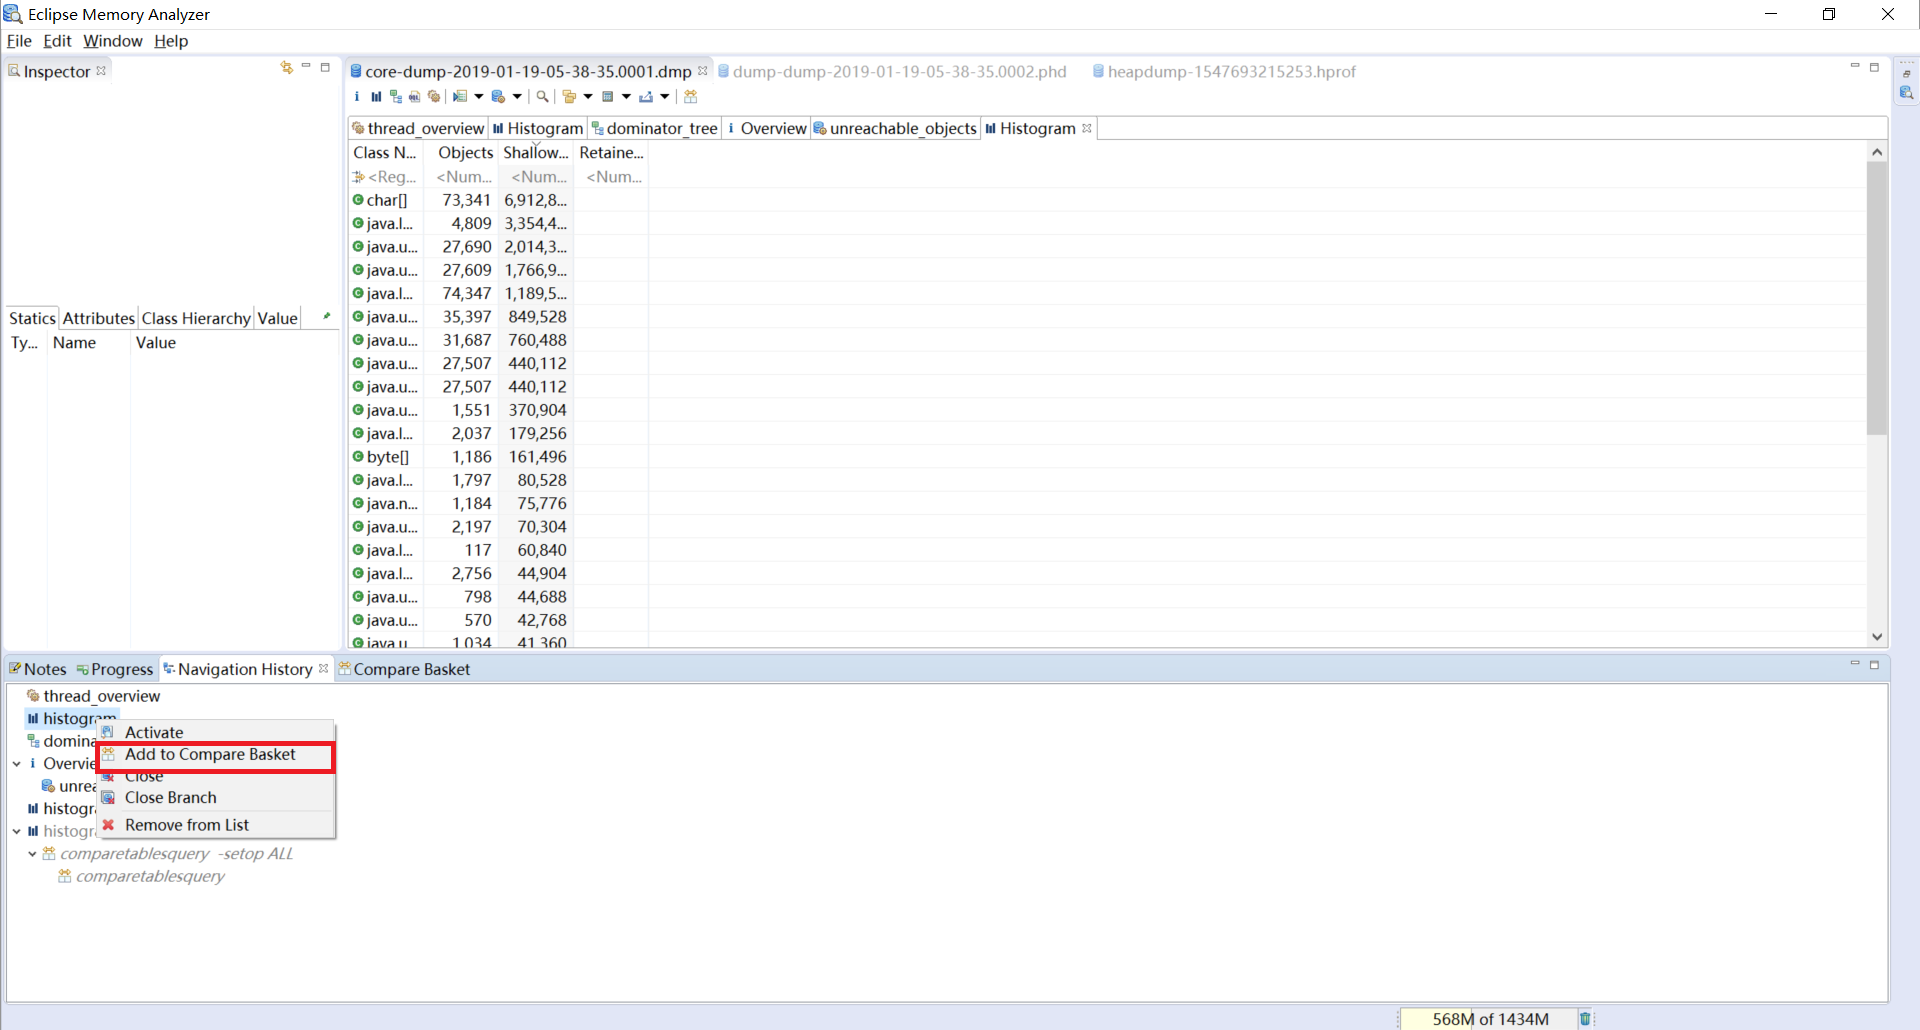 Eclipse Memory Analyzer
File Edit Window Help
Inspector
core-dump-2019-01-19-05-38-35.0001.dmp dump-dump-2019-01-19-05-38-35.0002.phd heapdump-1547693215253.hprof
thread_overview Histogram dominator_tree Overview unreachable_objects Histogram
Class N... Objects Shallow... Retaine...
<Reg... <Num... <Num... <Num...
char[] 73,341 6,912,8...
java.l... 4,809 3,354,4...
java.u... 27,690 2,014,3...
java.u... 27,609 1,766,9...
java.l... 74,347 1,189,5...
java.u... 35,397 849,528
java.u... 31,687 760,488
java.u... 27,507 440,112
java.u... 27,507 440,112
java.u... 1,551 370,904
java.l... 2,037 179,256
byte[] 1,186 161,496
java.l... 1,797 80,528
java.n... 1,184 75,776
java.u... 2,197 70,304
java.l... 117 60,840
java.l... 2,756 44,904
java.u... 798 44,688
java.u... 570 42,768
java.u 1,034 41,360
Statics Attributes Class Hierarchy Value
Ty... Name Value
Notes Progress Navigation History Compare Basket
thread_overview
histogram
domina
Overvie
unrea
histogra
histogra
comparetablesquery -setop ALL
comparetablesquery
Activate
Add to Compare Basket
Close
Close Branch
Remove from List
568M of 1434M